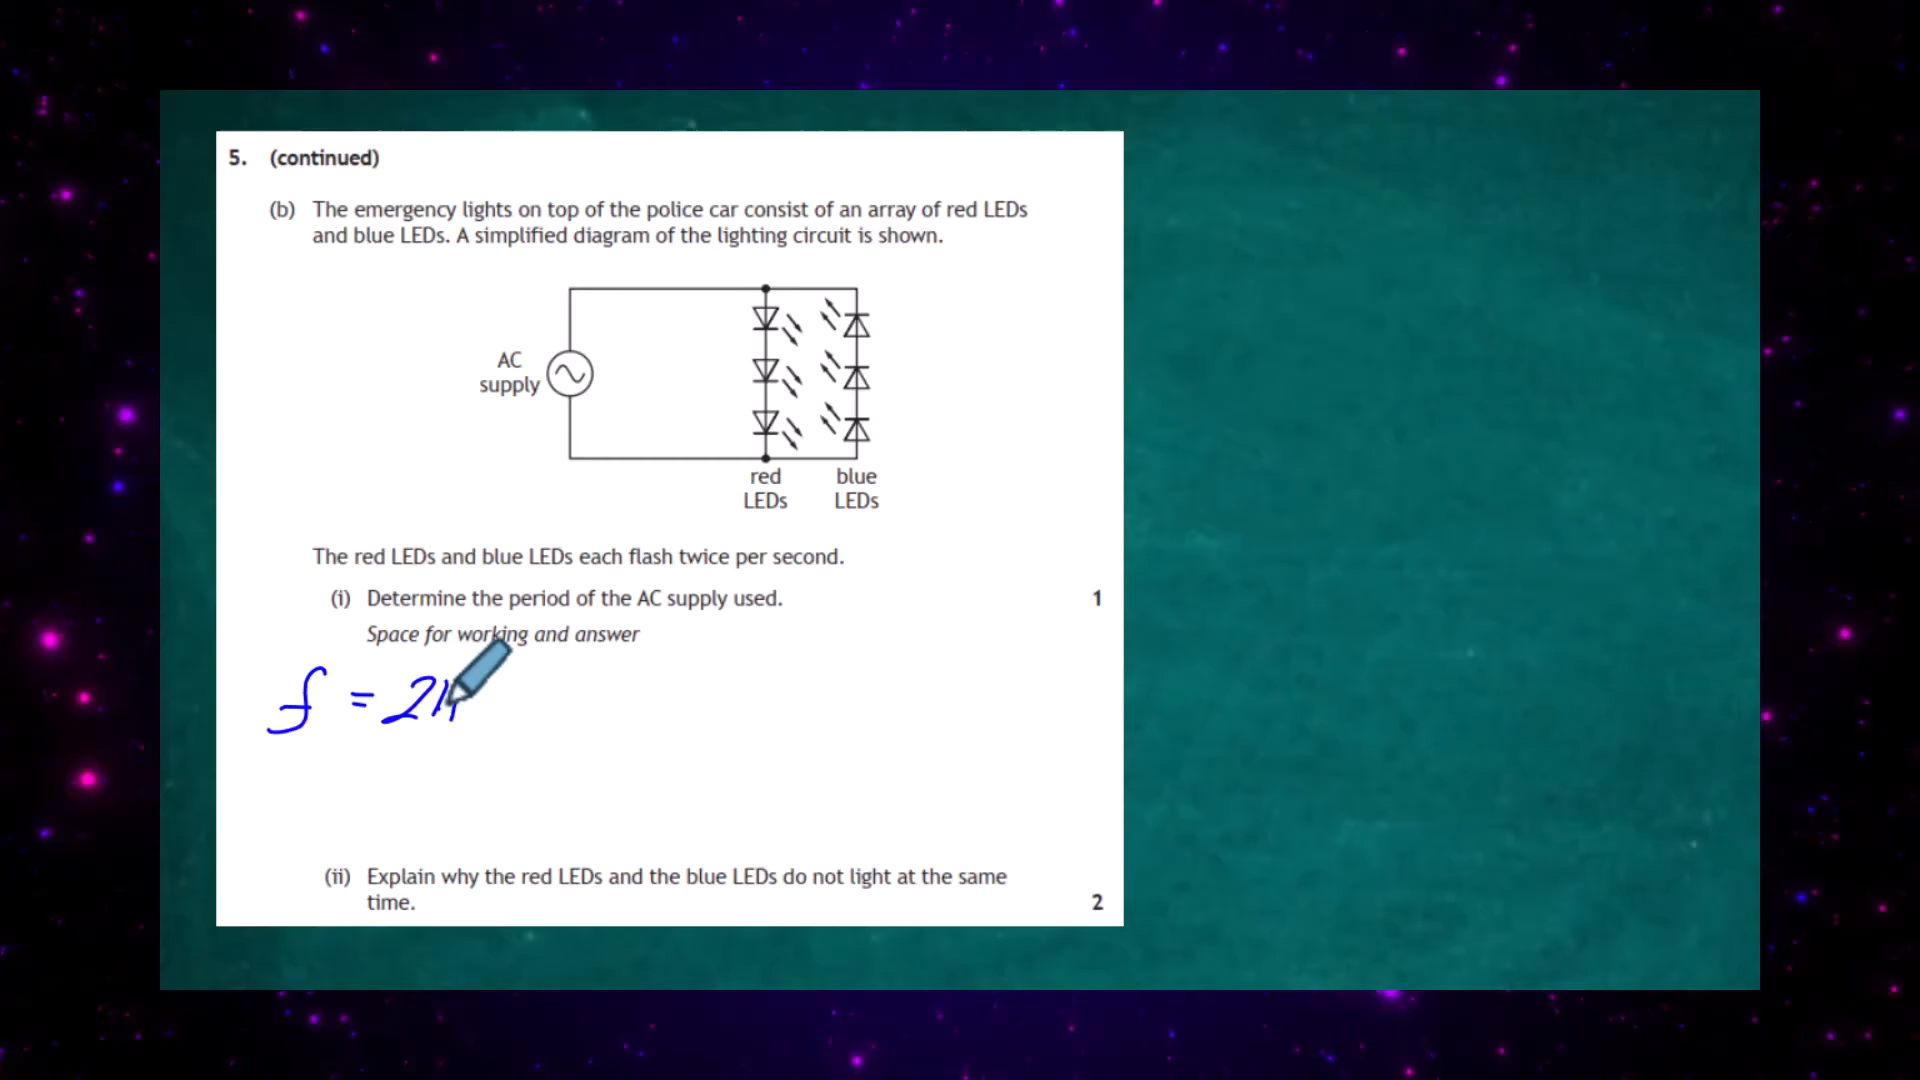 5. (continued)
(b) The emergency lights on top of the police car consist of an array of red LEDs
and blue LEDs. A simplified diagram of the lighting circuit is shown.
AC
supply
red
LEDs
blue
LEDs
The red LEDs and blue LEDs each flash twice per second.
(i) Determine the period of the AC supply used. 1
Space for working and answer
f = 2
(ii) Explain why the red LEDs and the blue LEDs do not light at the same
time. 2